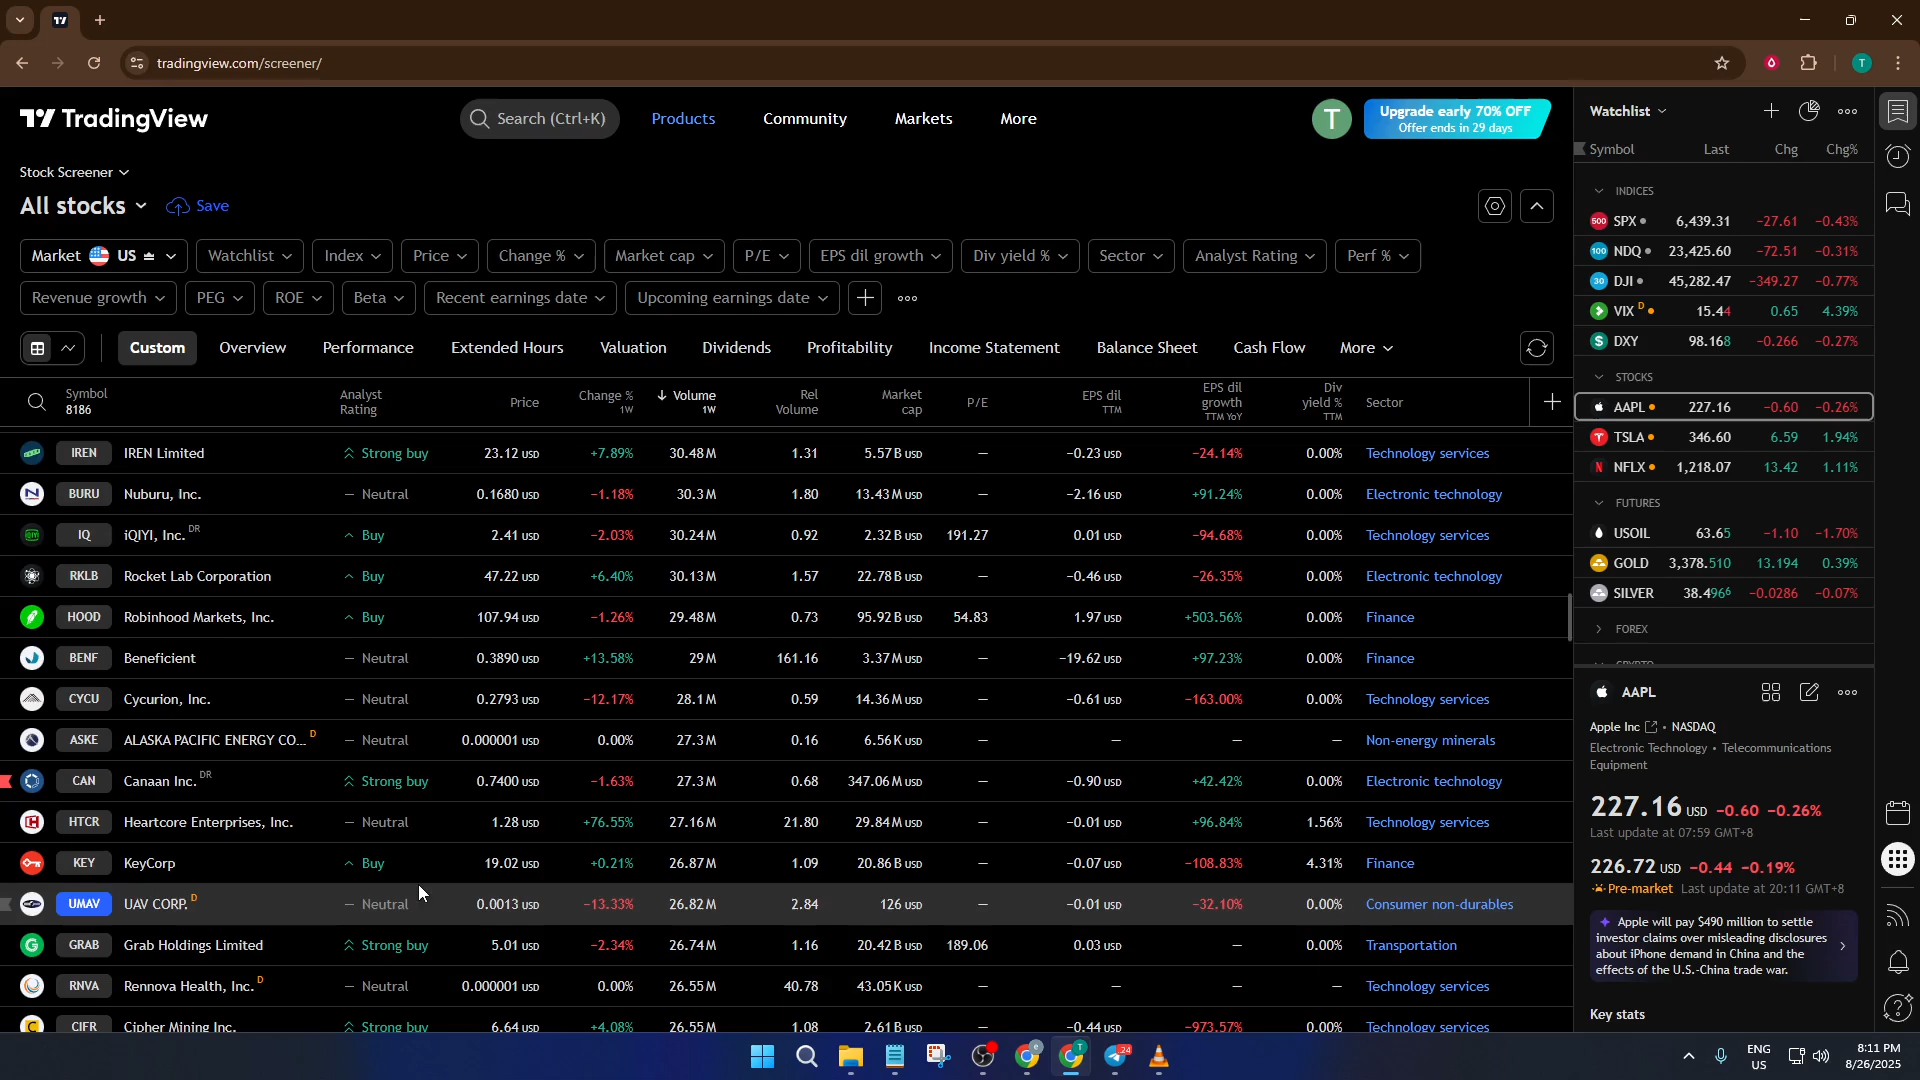 tradingview.com/screener/
TradingView
Search (Ctrl+K)
Products
Community
Markets
More
T
Upgrade early 70% OFF
Offer ends in 29 days
Stock Screener
All stocks
Save
Market US
Watchlist
Index
Price
Change %
Market cap
P/E
EPS dil growth
Div yield %
Sector
Analyst Rating
Perf %
Revenue growth
PEG
ROE
Beta
Recent earnings date
Upcoming earnings date
Custom
Overview
Performance
Extended Hours
Valuation
Dividends
Profitability
Income Statement
Balance Sheet
Cash Flow
More
Symbol 8186 Analyst Rating Price Change % 1W Volume 1W Rel Volume Market cap P/E EPS dil TTM EPS dil growth TTM YoY Div yield % TTM Sector
IREN IREN Limited Strong buy 23.12 USD +7.89% 30.48 M 1.31 5.57 B USD — −0.23 USD −24.14% 0.00% Technology services
BURU Nuburu, Inc. — Neutral 0.1680 USD −1.18% 30.3 M 1.80 13.43 M USD — −2.16 USD +91.24% 0.00% Electronic technology
IQ iQIYI, Inc. DR Buy 2.41 USD −2.03% 30.24 M 0.92 2.32 B USD 191.27 0.01 USD −94.68% 0.00% Technology services
RKLB Rocket Lab Corporation Buy 47.22 USD +6.40% 30.13 M 1.57 22.78 B USD — −0.46 USD −26.35% 0.00% Electronic technology
HOOD Robinhood Markets, Inc. Buy 107.94 USD −1.26% 29.48 M 0.73 95.92 B USD 54.83 1.97 USD +503.56% 0.00% Finance
BENF Beneficient — Neutral 0.3890 USD +13.58% 29 M 161.16 3.37 M USD — −19.62 USD +97.23% 0.00% Finance
CYCU Cycurion, Inc. — Neutral 0.2793 USD −12.17% 28.1 M 0.59 14.36 M USD — −0.61 USD −163.00% 0.00% Technology services
ASKE ALASKA PACIFIC ENERGY CO... D — Neutral 0.000001 USD 0.00% 27.3 M 0.16 6.56 K USD — — — — Non-energy minerals
CAN Canaan Inc. DR Strong buy 0.7400 USD −1.63% 27.3 M 0.68 347.06 M USD — −0.90 USD +42.42% 0.00% Electronic technology
HTCR Heartcore Enterprises, Inc. — Neutral 1.28 USD +76.55% 27.16 M 21.80 29.84 M USD — −0.01 USD +96.84% 1.56% Technology services
KEY KeyCorp Buy 19.02 USD +0.21% 26.87 M 1.09 20.86 B USD — −0.07 USD −108.83% 4.31% Finance
UMAV UAV CORP. D — Neutral 0.0013 USD −13.33% 26.82 M 2.84 126 USD — −0.01 USD −32.10% 0.00% Consumer non-durables
GRAB Grab Holdings Limited Strong buy 5.01 USD −2.34% 26.74 M 1.16 20.42 B USD 189.06 0.03 USD — 0.00% Transportation
RNVA Rennova Health, Inc. D — Neutral 0.000001 USD 0.00% 26.55 M 40.78 43.05 K USD — — — — Technology services
CIFR Cipher Mining Inc. Strong buy 6.64 USD +4.08% 26.55 M 1.08 2.61 B USD — −0.44 USD −973.57% 0.00% Technology services
Watchlist
Symbol Last Chg Chg%
INDICES
SPX 6,439.31 −27.61 −0.43%
NDQ 23,425.60 −72.51 −0.31%
DJI 45,282.47 −349.27 −0.77%
VIX D 15.44 0.65 4.39%
DXY 98.168 −0.266 −0.27%
STOCKS
AAPL 227.16 −0.60 −0.26%
TSLA 346.60 6.59 1.94%
NFLX 1,218.07 13.42 1.11%
FUTURES
USOIL 63.65 −1.10 −1.70%
GOLD 3,378.510 13.194 0.39%
SILVER 38.4966 −0.0286 −0.07%
FOREX
CRYPTO
AAPL
Apple Inc • NASDAQ
Electronic Technology • Telecommunications
Equipment
227.16 USD −0.60 −0.26%
Last update at 07:59 GMT+8
226.72 USD −0.44 −0.19%
Pre-market Last update at 20:11 GMT+8
Apple will pay $490 million to settle
investor claims over misleading disclosures
about iPhone demand in China and the
effects of the U.S.-China trade war.
Key stats
24
ENG
US
8:11 PM
8/26/2025